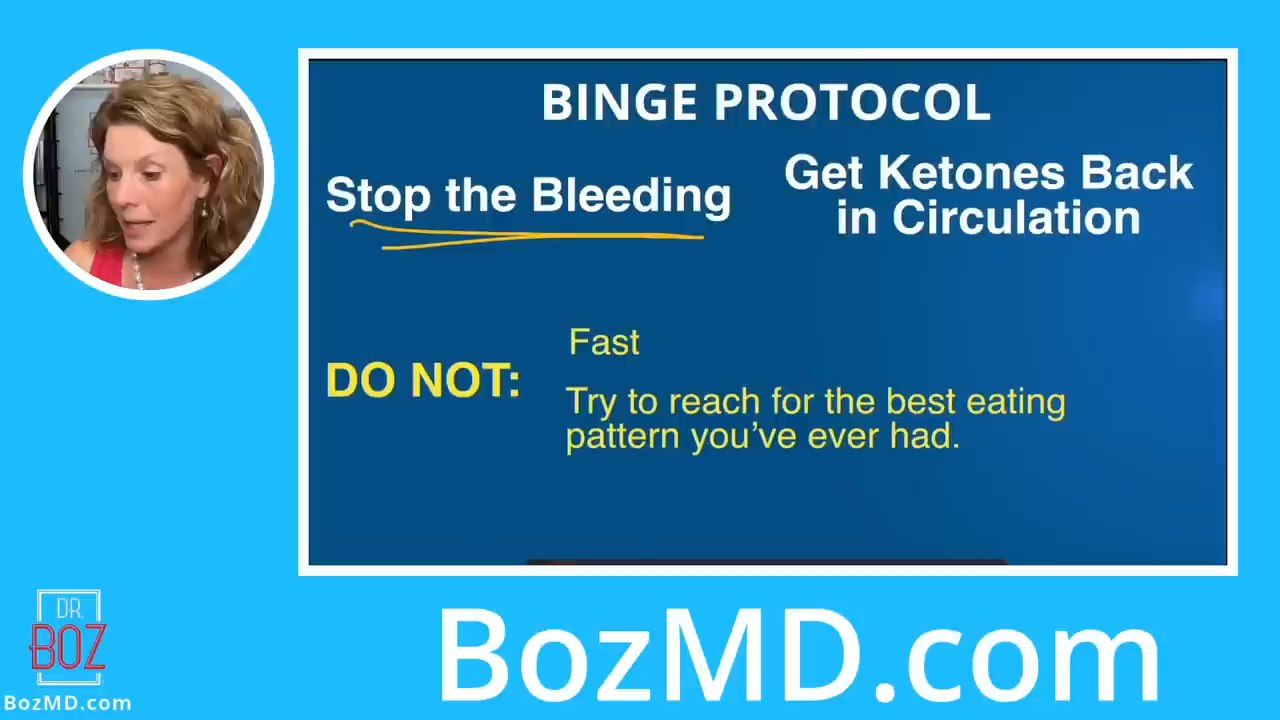 BINGE PROTOCOL
Stop the Bleeding
Get Ketones Back
in Circulation
DO NOT:
Fast
Try to reach for the best eating
pattern you've ever had.
DR.
BOZ
BozMD.com
BozMD.com